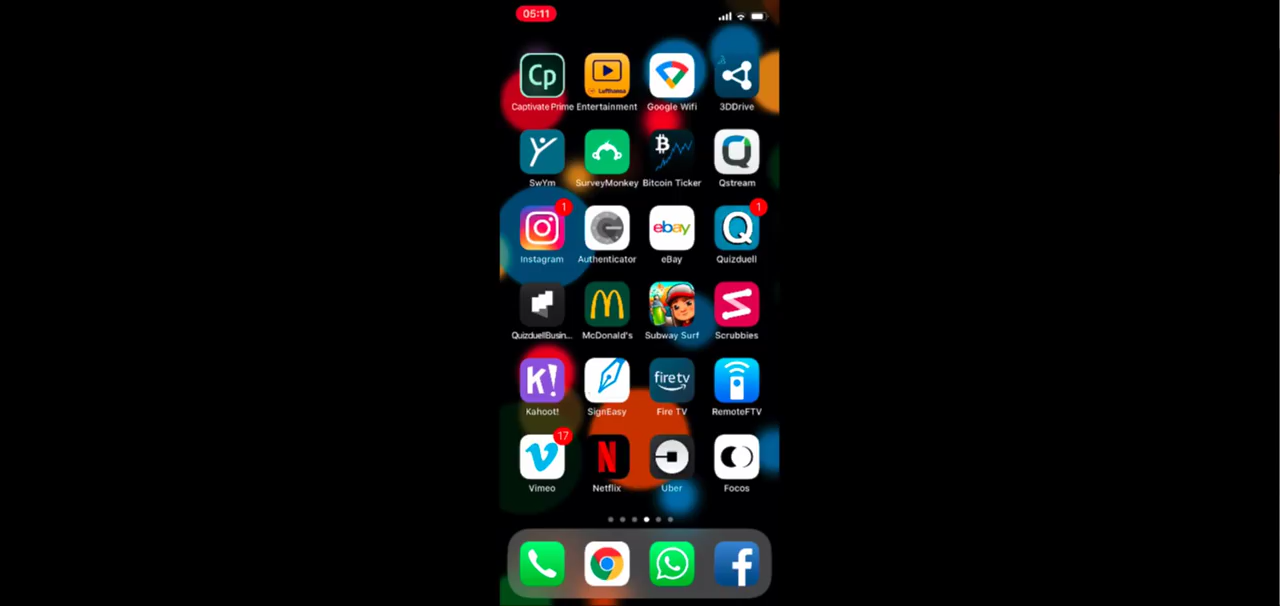 05:11
Cp
Lufthansa
Captivate Prime Entertainment Google Wifi 3DDrive
SwYm SurveyMonkey Bitcoin Ticker Qstream
1 1
ebay Q
Instagram Authenticator eBay Quizduell
QuizduellBusin... McDonald's Subway Surf Scrubbies
K! fire tv
Kahoot! SignEasy Fire TV RemoteFTV
17
N
Vimeo Netflix Uber Focos